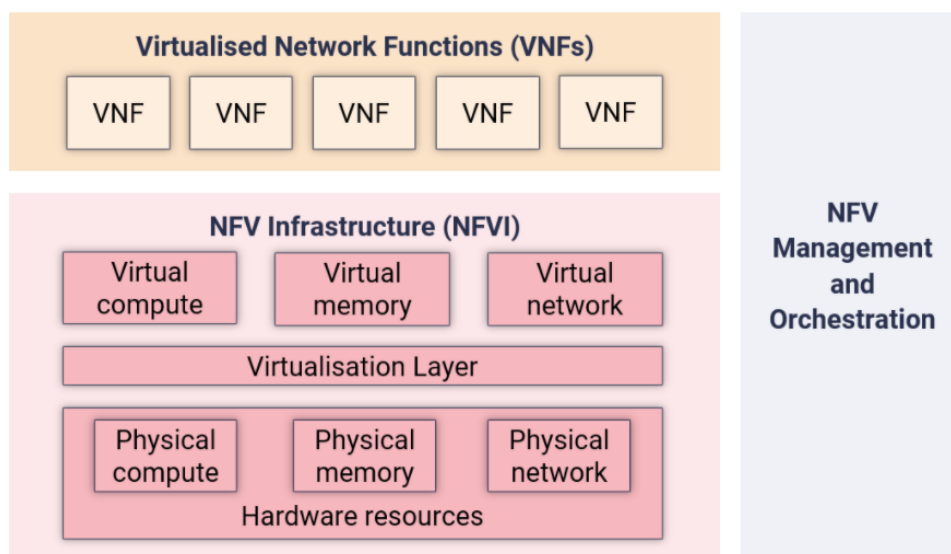 Virtualised Network Functions (VNFs)
VNF VNF VNF VNF VNF
NFV Infrastructure (NFVI)
Virtual compute
Virtual memory
Virtual network
Virtualisation Layer
Physical compute
Physical memory
Physical network
Hardware resources
NFV
Management
and
Orchestration